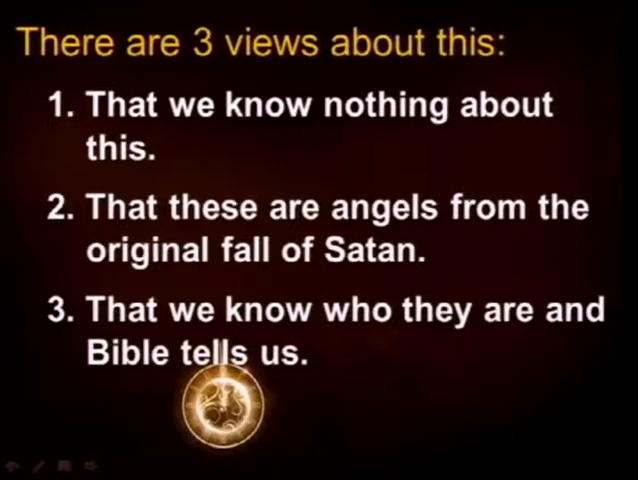 There are 3 views about this:
1. That we know nothing about
this.
2. That these are angels from the
original fall of Satan.
3. That we know who they are and
Bible tells us.